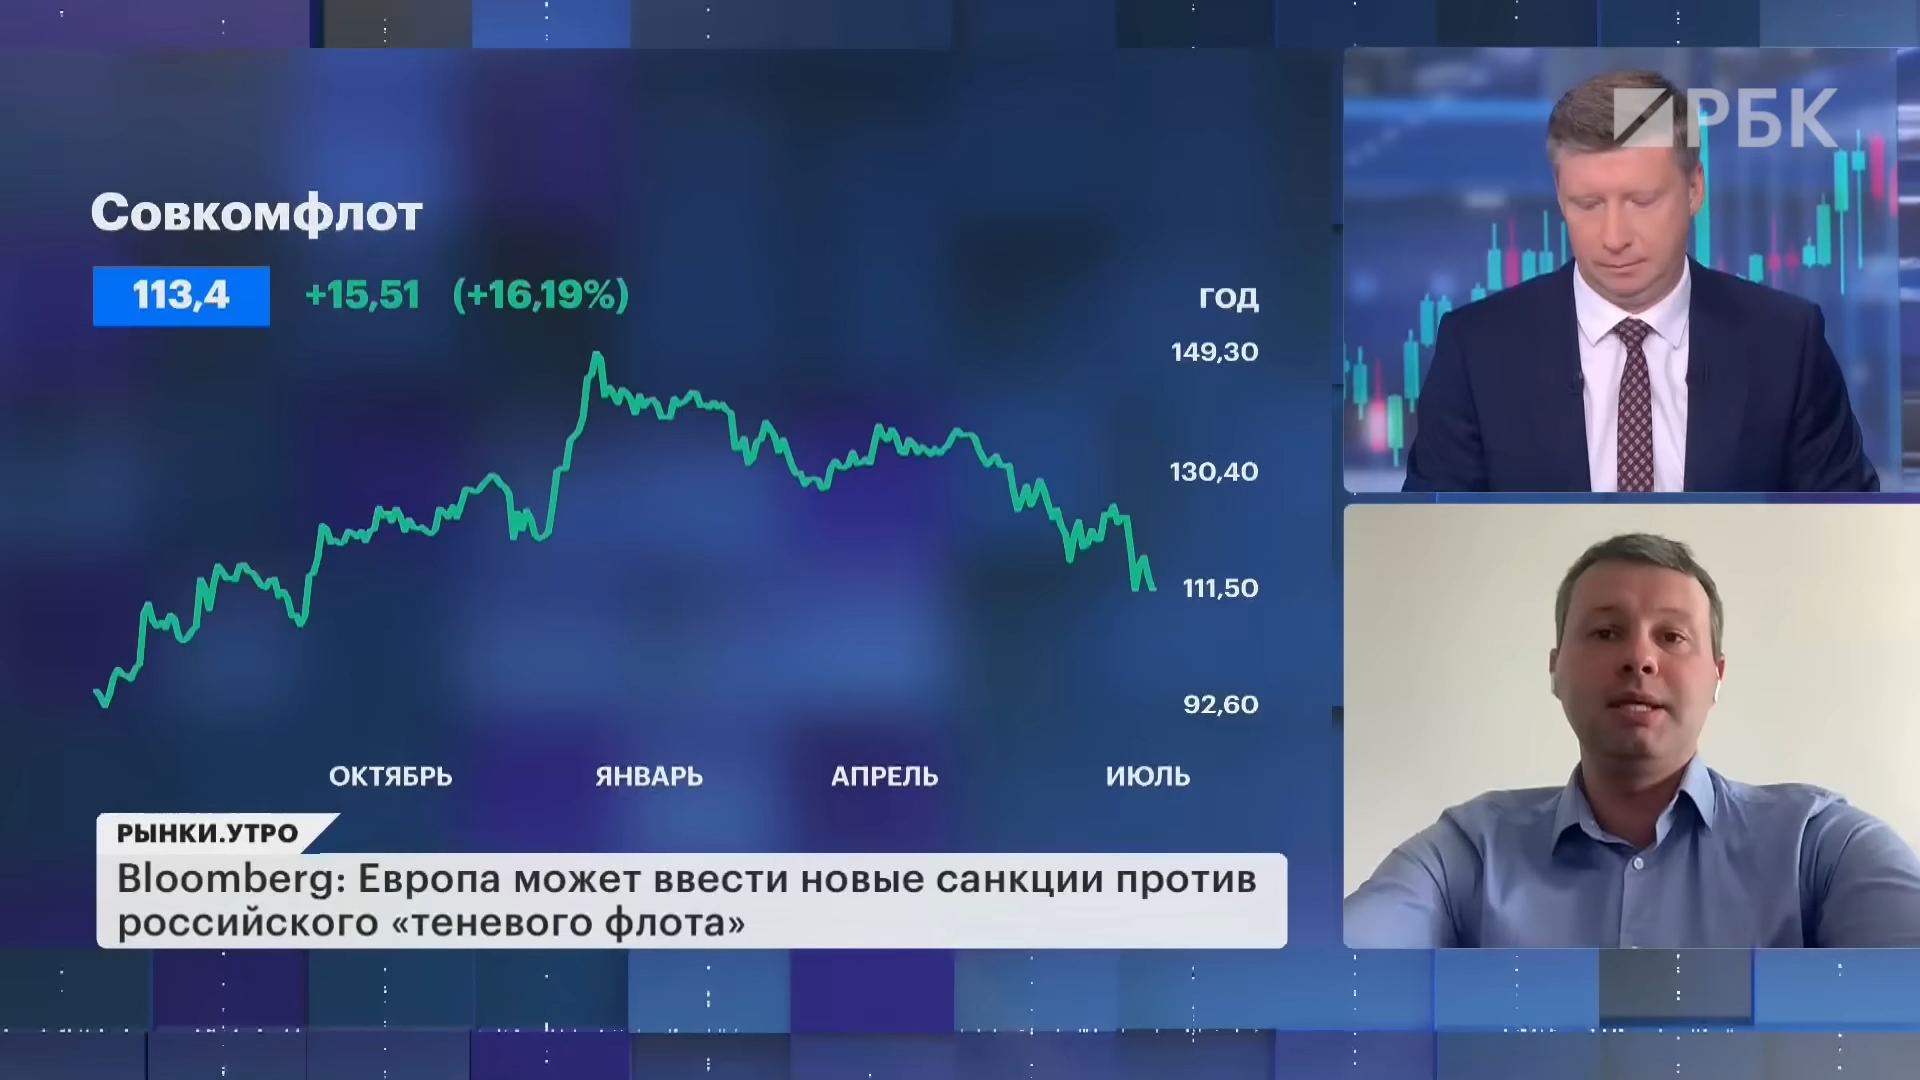 РБК
Совкомфлот
113,4 +15,51 (+16,19%)
ГОД
149,30
130,40
111,50
92,60
ОКТЯБРЬ ЯНВАРЬ АПРЕЛЬ ИЮЛЬ
РЫНКИ.УТРО
Bloomberg: Европа может ввести новые санкции против
российского «теневого флота»